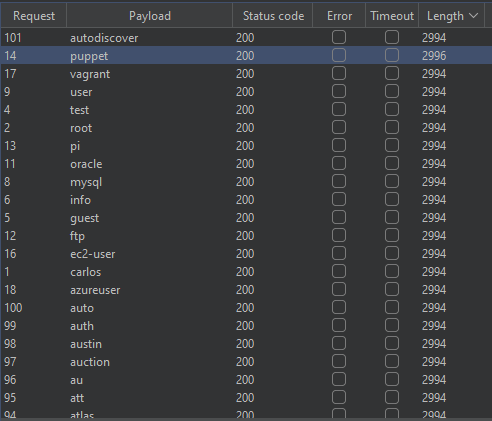 Request Payload Status code Error Timeout Length
101 autodiscover 200 2994
14 puppet 200 2996
17 vagrant 200 2994
9 user 200 2994
4 test 200 2994
2 root 200 2994
13 pi 200 2994
11 oracle 200 2994
8 mysql 200 2994
6 info 200 2994
5 guest 200 2994
12 ftp 200 2994
16 ec2-user 200 2994
1 carlos 200 2994
18 azureuser 200 2994
100 auto 200 2994
99 auth 200 2994
98 austin 200 2994
97 auction 200 2994
96 au 200 2994
95 att 200 2994
94 atlas 200 2994